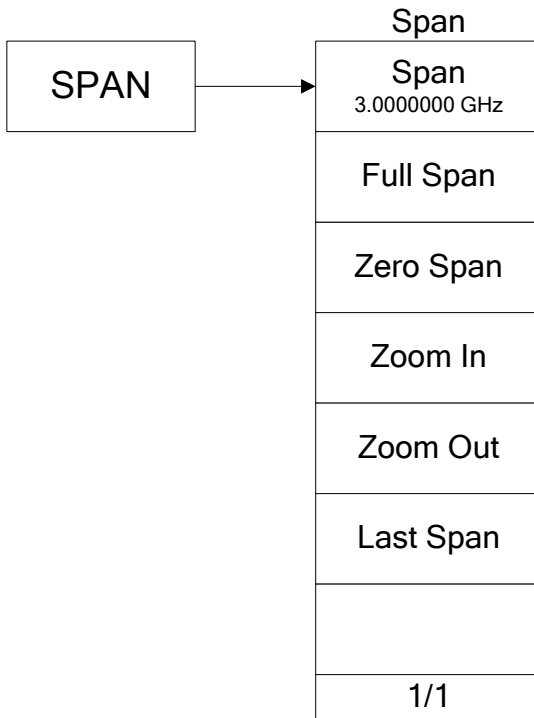 Span
SPAN
Span
3.0000000 GHz
Full Span
Zero Span
Zoom In
Zoom Out
Last Span
1/1